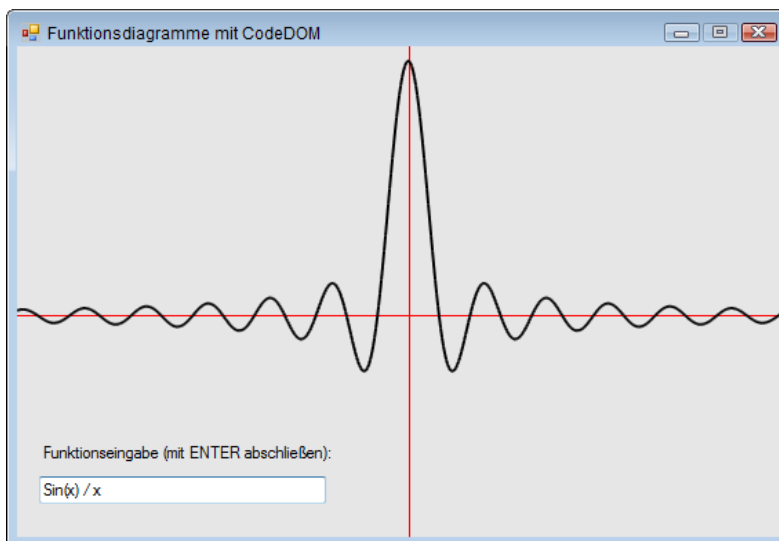 Funktionsdiagramme mit CodeDOM
Funktionseingabe (mit ENTER abschließen):
Sin(x) / x